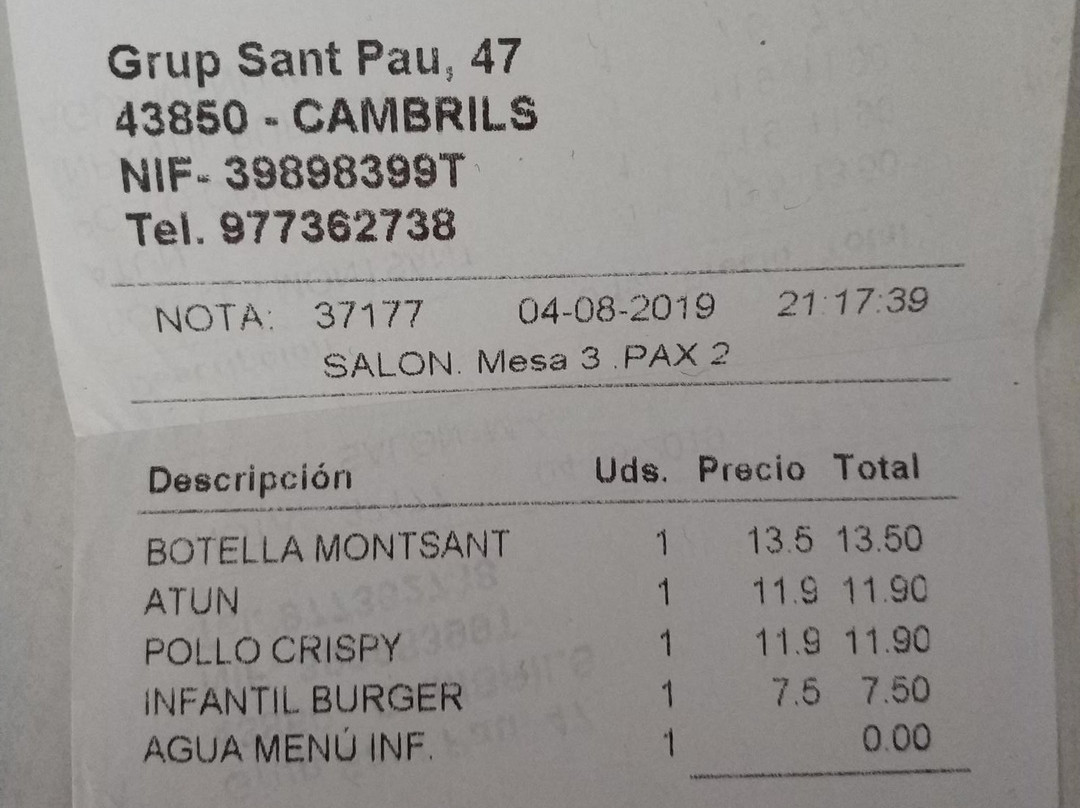 Grup Sant Pau, 47
43850 - CAMBRILS
NIF- 39898399T
Tel. 977362738
NOTA: 37177 04-08-2019 21:17:39
SALON. Mesa 3 .PAX 2
Descripción Uds. Precio Total
BOTELLA MONTSANT 1 13.5 13.50
ATUN 1 11.9 11.90
POLLO CRISPY 1 11.9 11.90
INFANTIL BURGER 1 7.5 7.50
AGUA MENÚ INF. 1 0.00